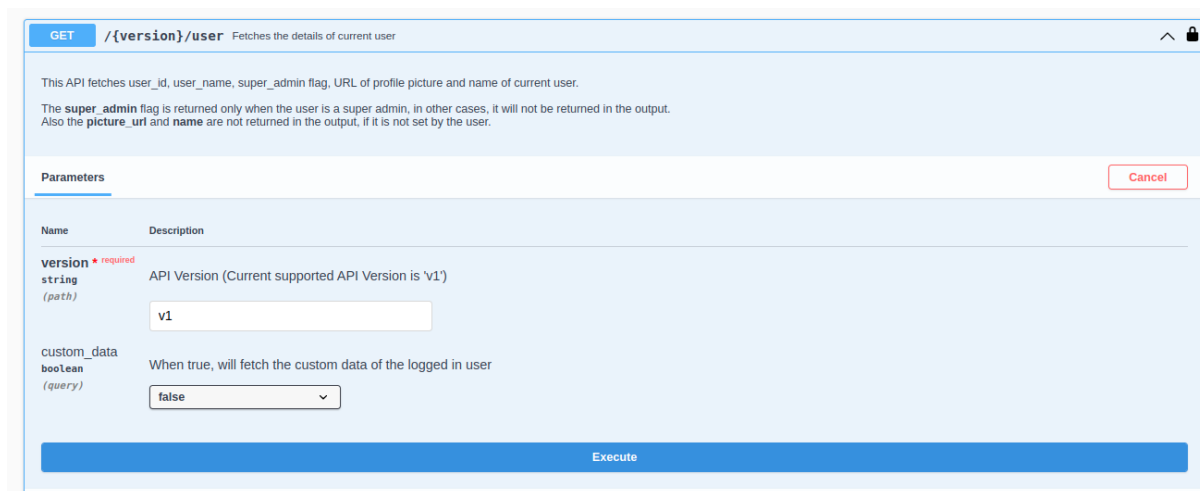 GET /{version}/user Fetches the details of current user
This API fetches user_id, user_name, super_admin flag, URL of profile picture and name of current user.
The super_admin flag is returned only when the user is a super admin, in other cases, it will not be returned in the output.
Also the picture_url and name are not returned in the output, if it is not set by the user.
Parameters Cancel
Name Description
version * required
string
(path)
API Version (Current supported API Version is 'v1')
v1
custom_data
boolean
(query)
When true, will fetch the custom data of the logged in user
false
Execute